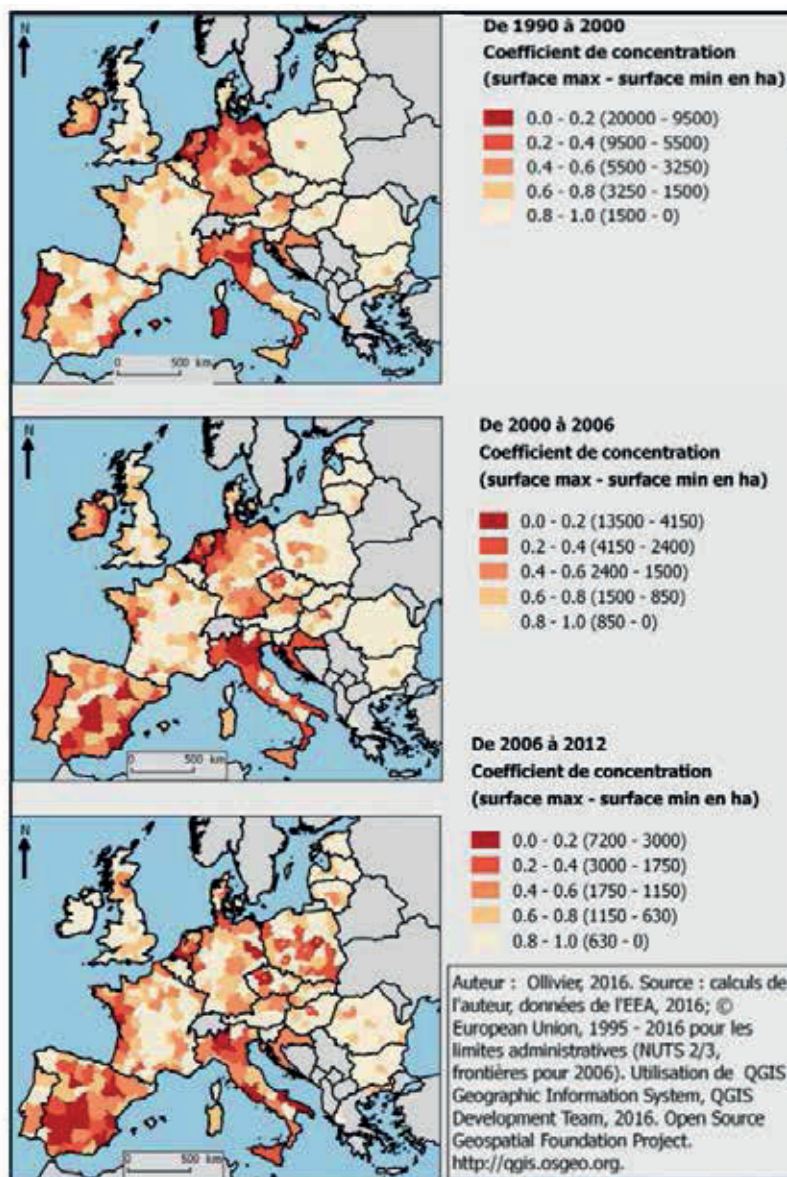 N
0 500 km
De 1990 à 2000
Coefficient de concentration
(surface max - surface min en ha)
0.0 - 0.2 (20000 - 9500)
0.2 - 0.4 (9500 - 5500)
0.4 - 0.6 (5500 - 3250)
0.6 - 0.8 (3250 - 1500)
0.8 - 1.0 (1500 - 0)
N
0 500 km
De 2000 à 2006
Coefficient de concentration
(surface max - surface min en ha)
0.0 - 0.2 (13500 - 4150)
0.2 - 0.4 (4150 - 2400)
0.4 - 0.6 2400 - 1500)
0.6 - 0.8 (1500 - 850)
0.8 - 1.0 (850 - 0)
N
0 500 km
De 2006 à 2012
Coefficient de concentration
(surface max - surface min en ha)
0.0 - 0.2 (7200 - 3000)
0.2 - 0.4 (3000 - 1750)
0.4 - 0.6 (1750 - 1150)
0.6 - 0.8 (1150 - 630)
0.8 - 1.0 (630 - 0)
Auteur : Ollivier, 2016. Source : calculs de
l'auteur, données de l'EEA, 2016; ©
European Union, 1995 - 2016 pour les
limites administratives (NUTS 2/3,
frontières pour 2006). Utilisation de QGIS
Geographic Information System, QGIS
Development Team, 2016. Open Source
Geospatial Foundation Project.
http://qgis.osgeo.org.